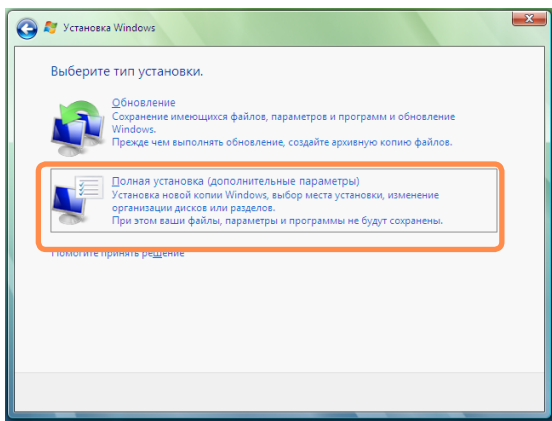 Установка Windows
Выберите тип установки.
Обновление
Сохранение имеющихся файлов, параметров и программ и обновление
Windows.
Прежде чем выполнять обновление, создайте архивную копию файлов.
Полная установка (дополнительные параметры)
Установка новой копии Windows, выбор места установки, изменение
организации дисков или разделов.
При этом ваши файлы, параметры и программы не будут сохранены.
Помогите принять решение